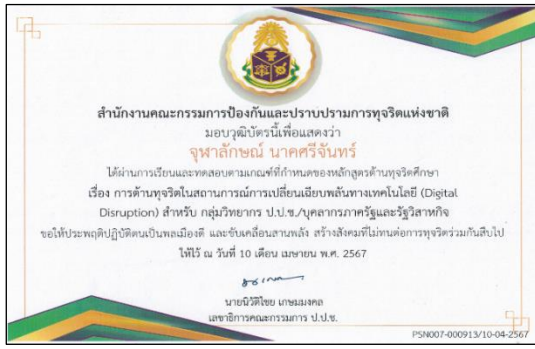 สำนักงานคณะกรรมการป้องกันและปราบปรามการทุจริตแห่งชาติ
มอบวุฒิบัตรนี้เพื่อแสดงว่า
จุฬาลักษณ์ นาคศรีจันทร์
ได้ผ่านการเรียนและทดสอบตามเกณฑ์ที่กำหนดของหลักสูตรต้านทุจริตศึกษา
เรื่อง การต้านทุจริตในสถานการณ์การเปลี่ยนเฉียบพลันทางเทคโนโลยี (Digital
Disruption) สำหรับ กลุ่มวิทยากร ป.ป.ช./บุคลากรภาครัฐและรัฐวิสาหกิจ
ขอให้ประพฤติปฏิบัติตนเป็นพลเมืองดี และขับเคลื่อนสานพลัง สร้างสังคมที่ไม่ทนต่อการทุจริตร่วมกันสืบไป
ให้ไว้ ณ วันที่ 10 เดือน เมษายน พ.ศ. 2567
นายนิวัติไชย เกษมมงคล
เลขาธิการคณะกรรมการ ป.ป.ช.
PSN007-000913/10-04-2567